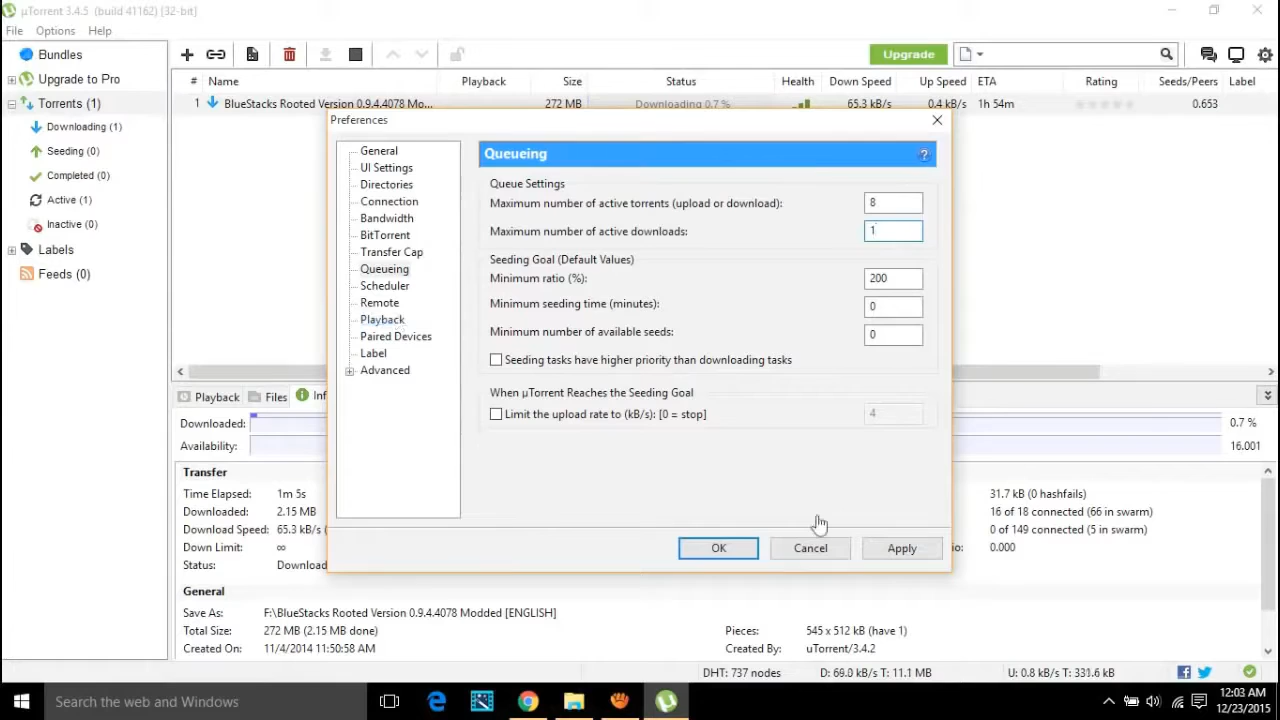 µTorrent 3.4.5 (build 41162) [32-bit]
File Options Help
Bundles
Upgrade to Pro
Torrents (1)
Downloading (1)
Seeding (0)
Completed (0)
Active (1)
Inactive (0)
Labels
Feeds (0)
Upgrade
# Name Playback Size Status Health Down Speed Up Speed ETA Rating Seeds/Peers Label
1 BlueStacks Rooted Version 0.9.4.4078 Mo... 272 MB Downloading 0.7 % 65.3 kB/s 0.4 kB/s 1h 54m 0.653
Preferences
General
UI Settings
Directories
Connection
Bandwidth
BitTorrent
Transfer Cap
Queueing
Scheduler
Remote
Playback
Paired Devices
Label
Advanced
Queueing
Queue Settings
Maximum number of active torrents (upload or download): 8
Maximum number of active downloads: 1
Seeding Goal (Default Values)
Minimum ratio (%): 200
Minimum seeding time (minutes): 0
Minimum number of available seeds: 0
Seeding tasks have higher priority than downloading tasks
When µTorrent Reaches the Seeding Goal
Limit the upload rate to (kB/s): [0 = stop] 4
OK Cancel Apply
Playback Files Inf
Downloaded: 0.7 %
Availability: 16.001
Transfer
Time Elapsed: 1m 5s 31.7 kB (0 hashfails)
Downloaded: 2.15 MB 16 of 18 connected (66 in swarm)
Download Speed: 65.3 kB/s ( 0 of 149 connected (5 in swarm)
Down Limit: ∞ io: 0.000
Status: Download
General
Save As: F:\BlueStacks Rooted Version 0.9.4.4078 Modded [ENGLISH]
Total Size: 272 MB (2.15 MB done) Pieces: 545 x 512 kB (have 1)
Created On: 11/4/2014 11:50:58 AM Created By: uTorrent/3.4.2
DHT: 737 nodes D: 69.0 kB/s T: 11.1 MB U: 0.8 kB/s T: 331.6 kB
Search the web and Windows
12:03 AM
12/23/2015